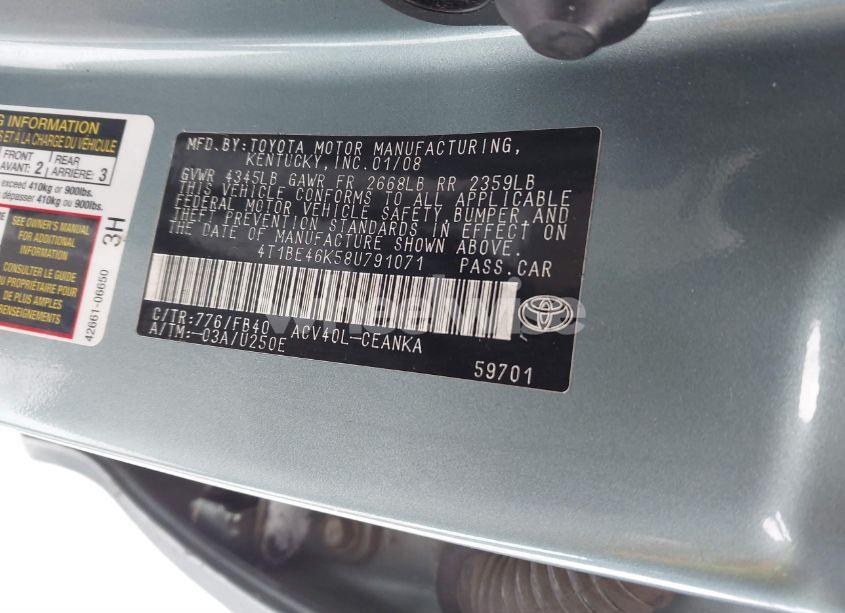 G INFORMATION
S ET A LA CHARGE DU VÉHICULE
FRONT
AVANT: 2
REAR
ARRIÈRE: 3
exceed 410kg or 900lbs.
dépasser 410kg ou 900lbs.
SEE OWNER'S MANUAL
FOR ADDITIONAL
INFORMATION
CONSULTER LE GUIDE
DU PROPRIÉTAIRE
POUR DE PLUS AMPLES
RENSEIGNEMENTS
3H
42661-06650
MFD.BY:TOYOTA MOTOR MANUFACTURING,
KENTUCKY,INC.01/08
GVWR 4345LB GAWR FR 2668LB RR 2359LB
THIS VEHICLE CONFORMS TO ALL APPLICABLE
FEDERAL MOTOR VEHICLE SAFETY,BUMPER,AND
THEFT PREVENTION STANDARDS IN EFFECT ON
THE DATE OF MANUFACTURE SHOWN ABOVE.
4T1BE46K58U791071 PASS.CAR
C/TR:776/FB40
A/TM:-03A/U250E
ACV40L-CEANKA
59701